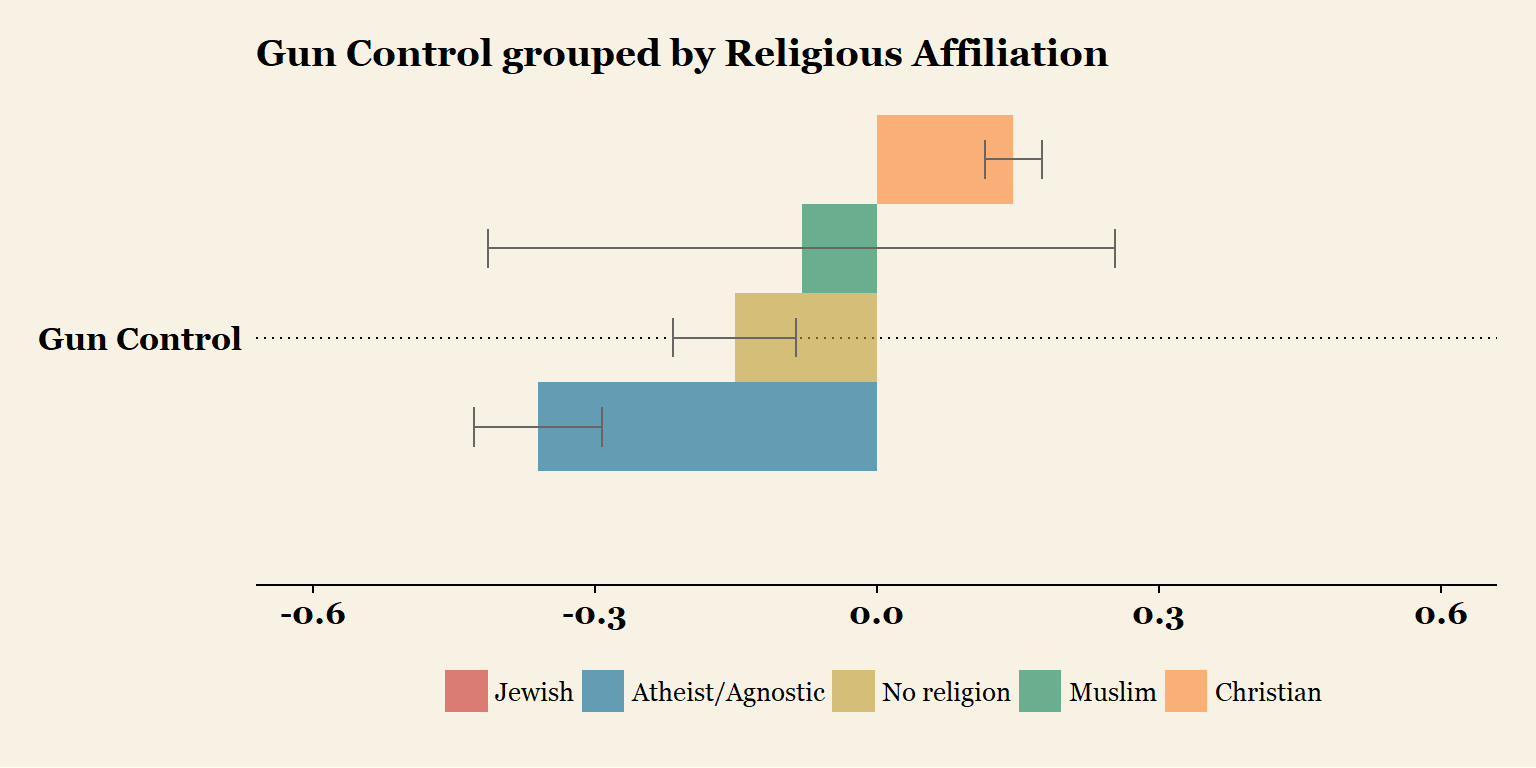 Gun Control grouped by Religious Affiliation
Gun Control
-0.6 -0.3 0.0 0.3 0.6
Jewish Atheist/Agnostic No religion Muslim Christian